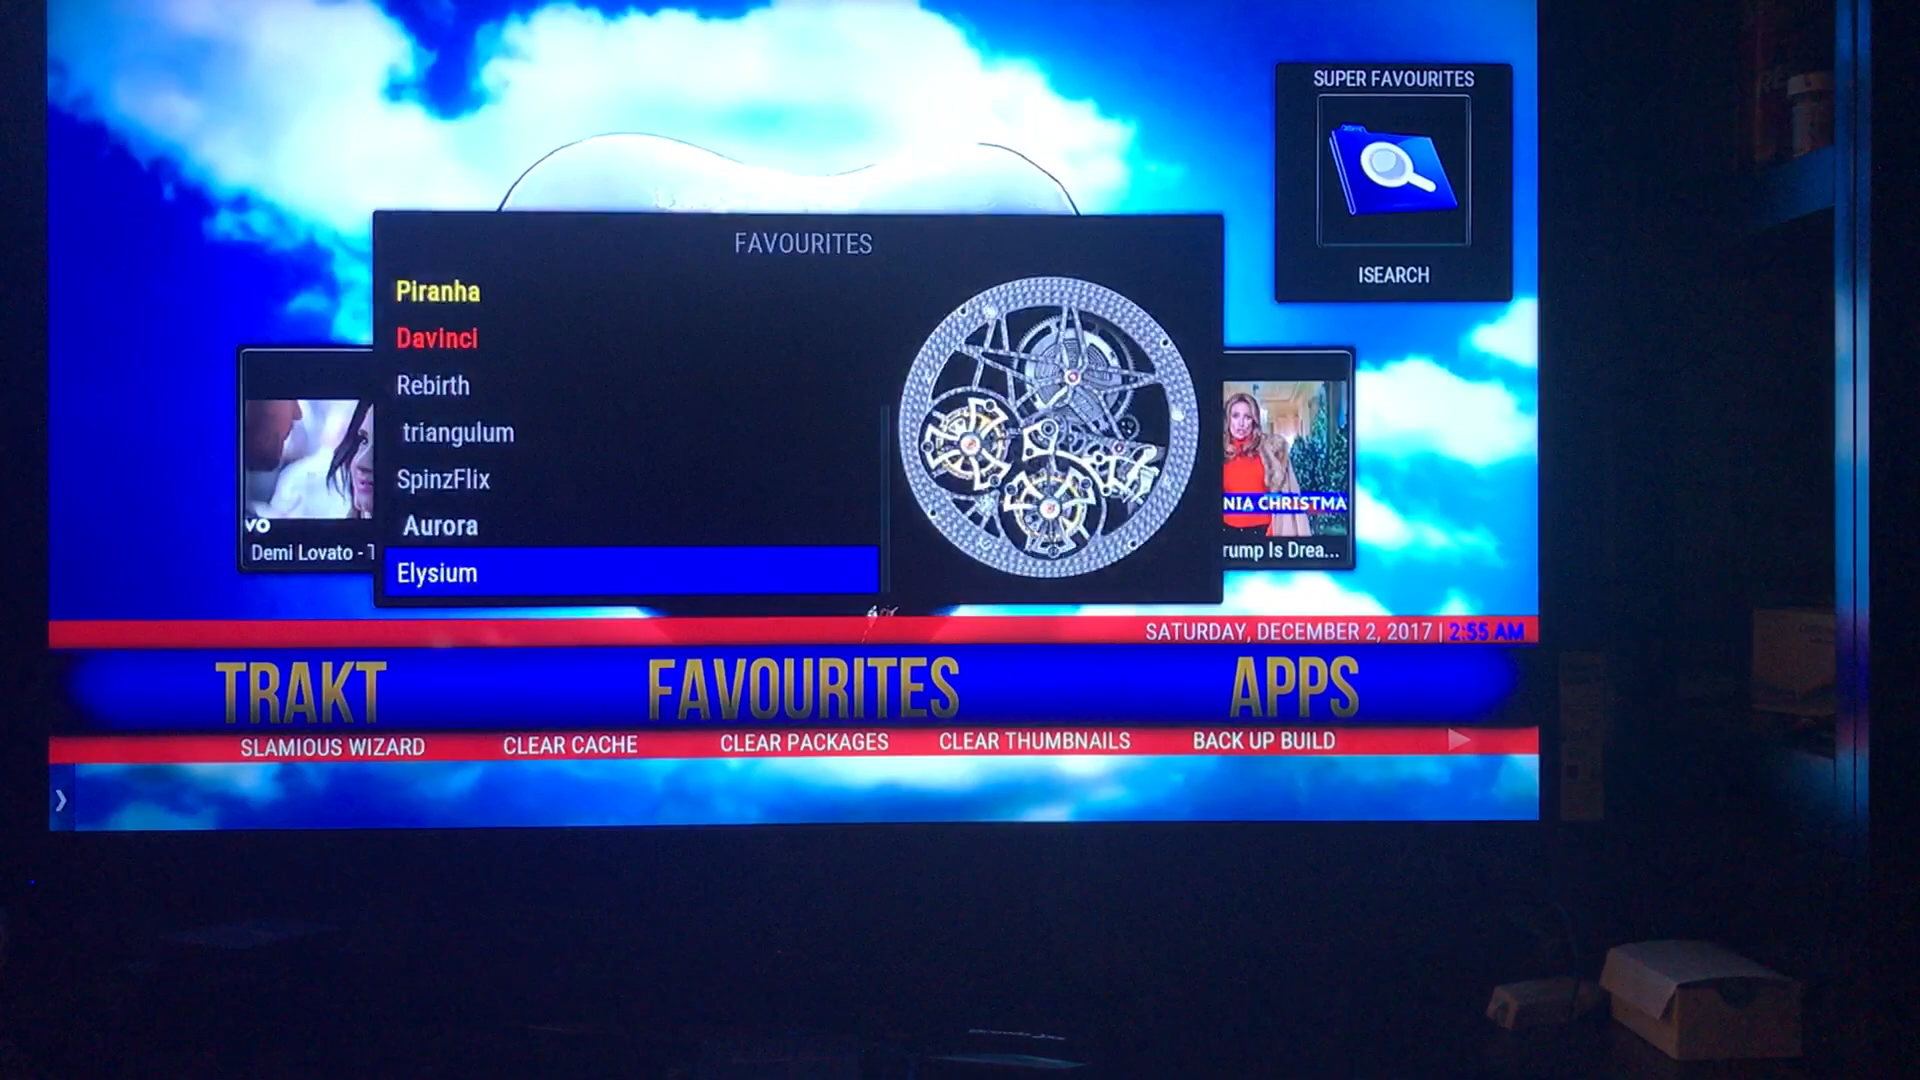 SUPER FAVOURITES
ISEARCH
FAVOURITES
Piranha
Davinci
Rebirth
triangulum
SpinzFlix
Aurora
Elysium
VO
Demi Lovato -
NIA CHRISTMA
rump Is Drea...
SATURDAY, DECEMBER 2, 2017 | 2:55 AM
TRAKT FAVOURITES APPS
SLAMIOUS WIZARD CLEAR CACHE CLEAR PACKAGES CLEAR THUMBNAILS BACK UP BUILD